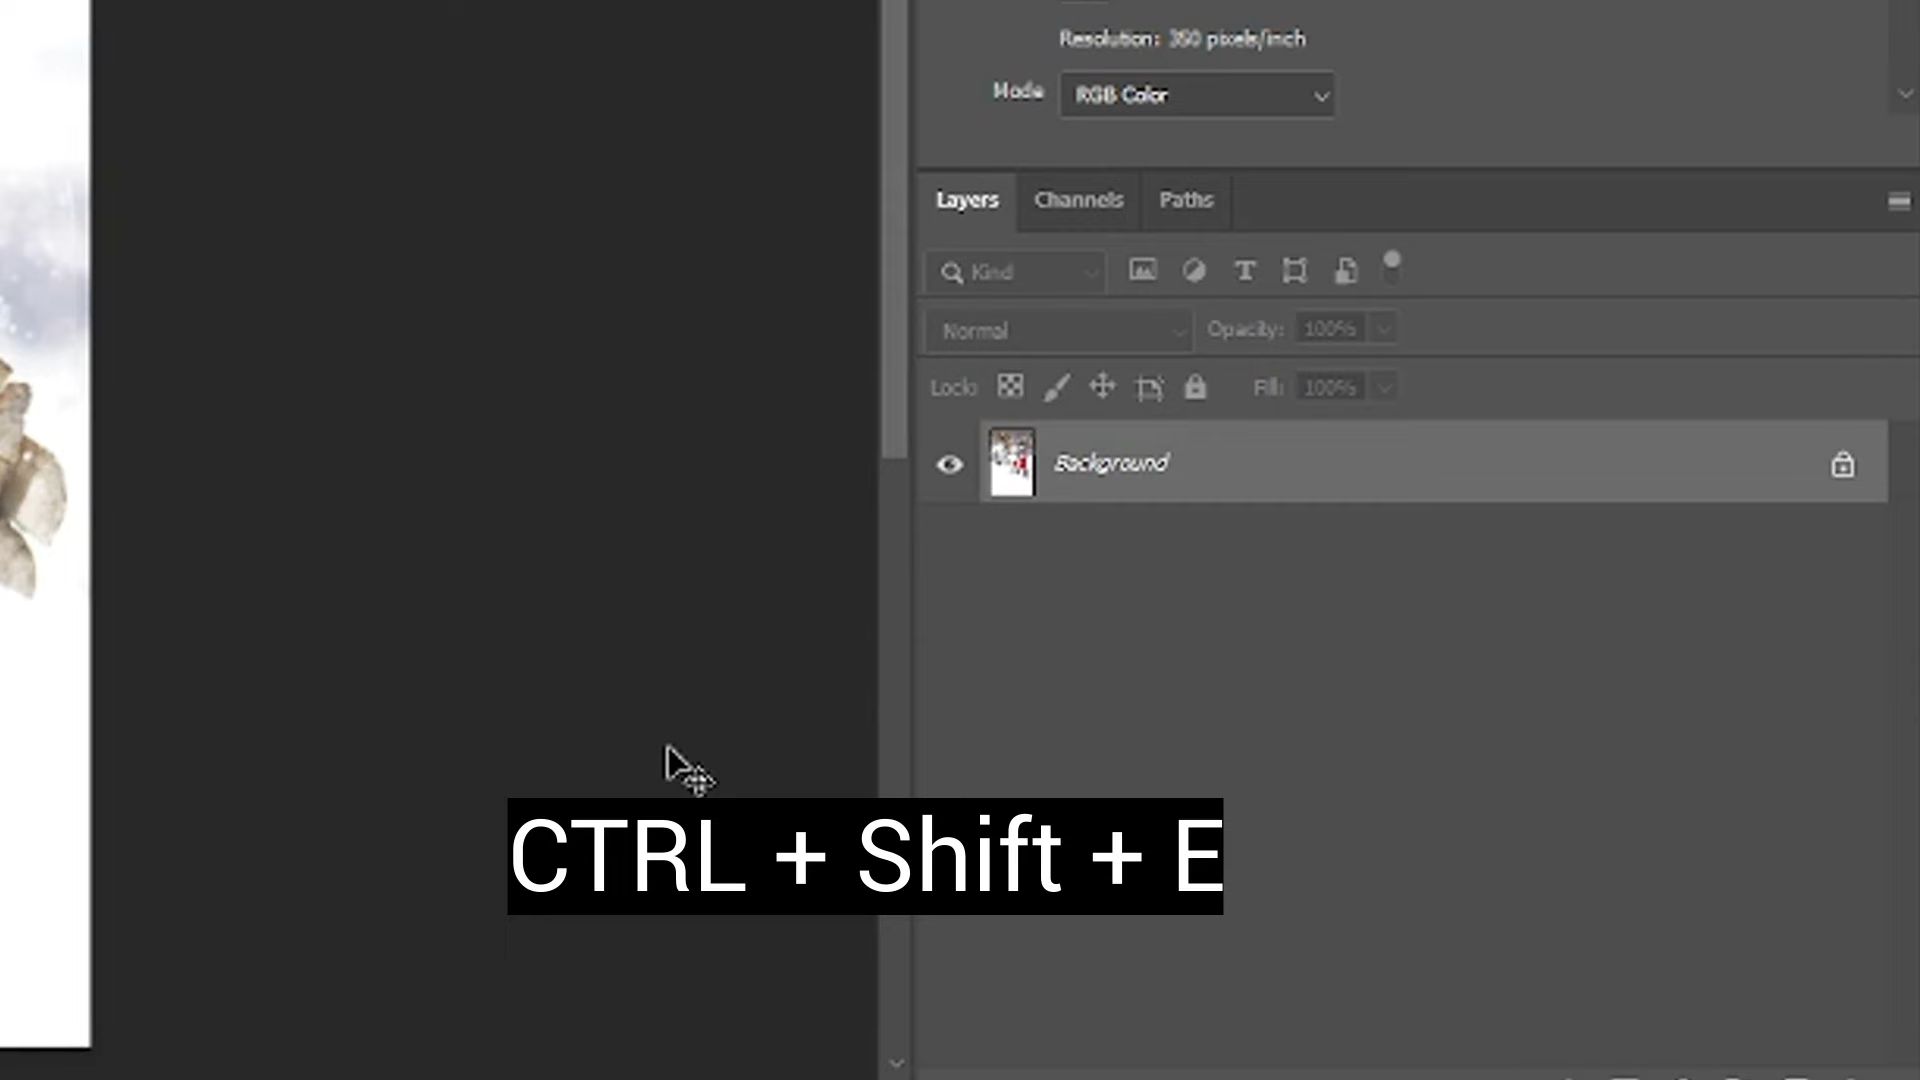 Resolution: 300 pixels/inch
Mode RGB Color
Layers Channels Paths
Kind
Normal Opacity: 100%
Lock: Fill: 100%
Background
CTRL + Shift + E